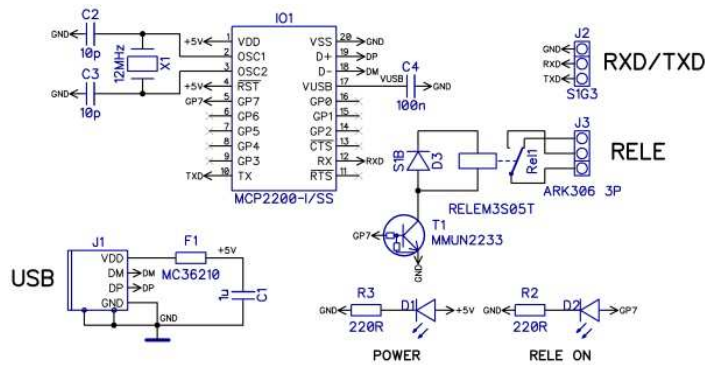 C2
GND
10p
12MHz
X1
C3
GND
10p
IO1
+5V 1 VDD VSS 20 GND
2 OSC1 D+ 19 DP
3 OSC2 D- 18 DM
+5V 4 RST VUSB 17 VUSB
GP7 5 GP7 GP0 16
6 GP6 GP1 15
7 GP5 GP2 14
8 GP4 CTS 13
9 GP3 RX 12 RXD
TXD 10 TX RTS 11
MCP2200-I/SS
C4
GND
100n
J2
GND
RXD
TXD
S1G3
RXD/TXD
S1B
D3
Rel1
J3
RELE
ARK306 3P
RELEM3S05T
GP7
T1
MMUN2233
GND
USB
J1
VDD
DM DM
DP DP
GND
F1
MC36210
+5V
1u
C1
GND
GND
R3
220R
D1
+5V
POWER
GND
R2
220R
D2
GP7
RELE ON